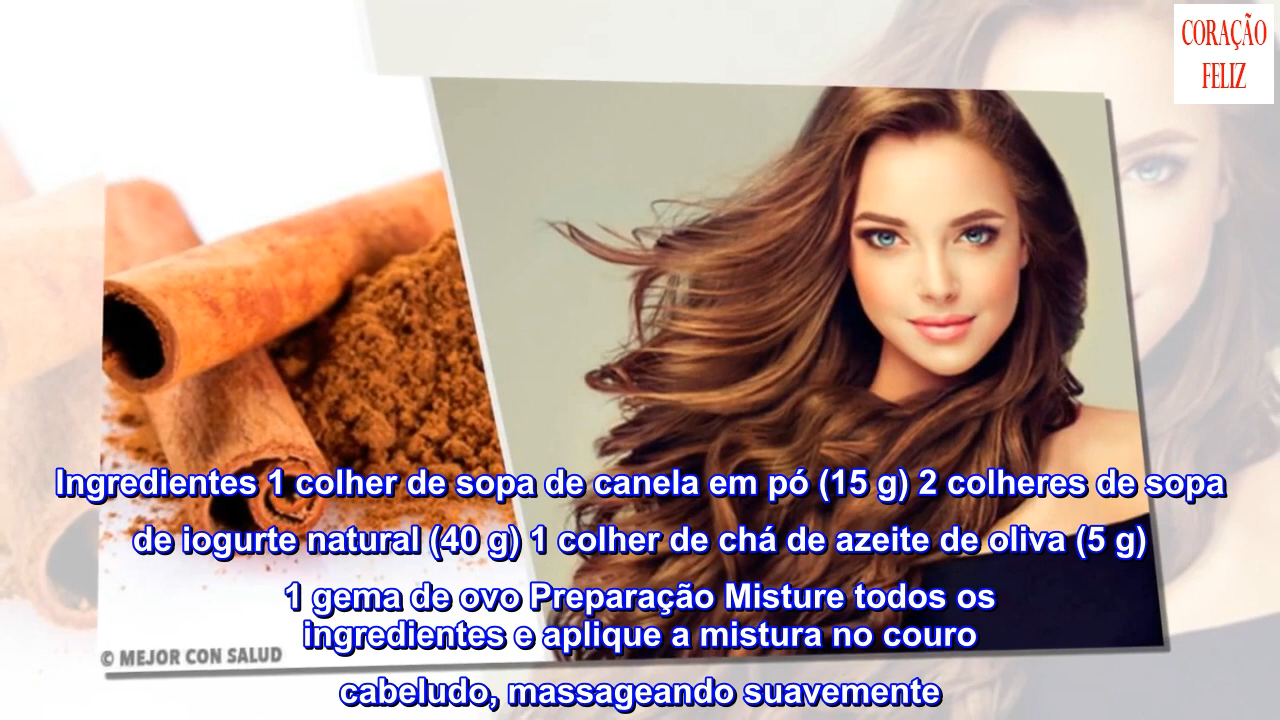 CORAÇÃO
FELIZ
Ingredientes 1 colher de sopa de canela em pó (15 g) 2 colheres de sopa
de iogurte natural (40 g) 1 colher de chá de azeite de oliva (5 g)
1 gema de ovo Preparação Misture todos os
ingredientes e aplique a mistura no couro
© MEJOR CON SALUD
cabeludo, massageando suavemente